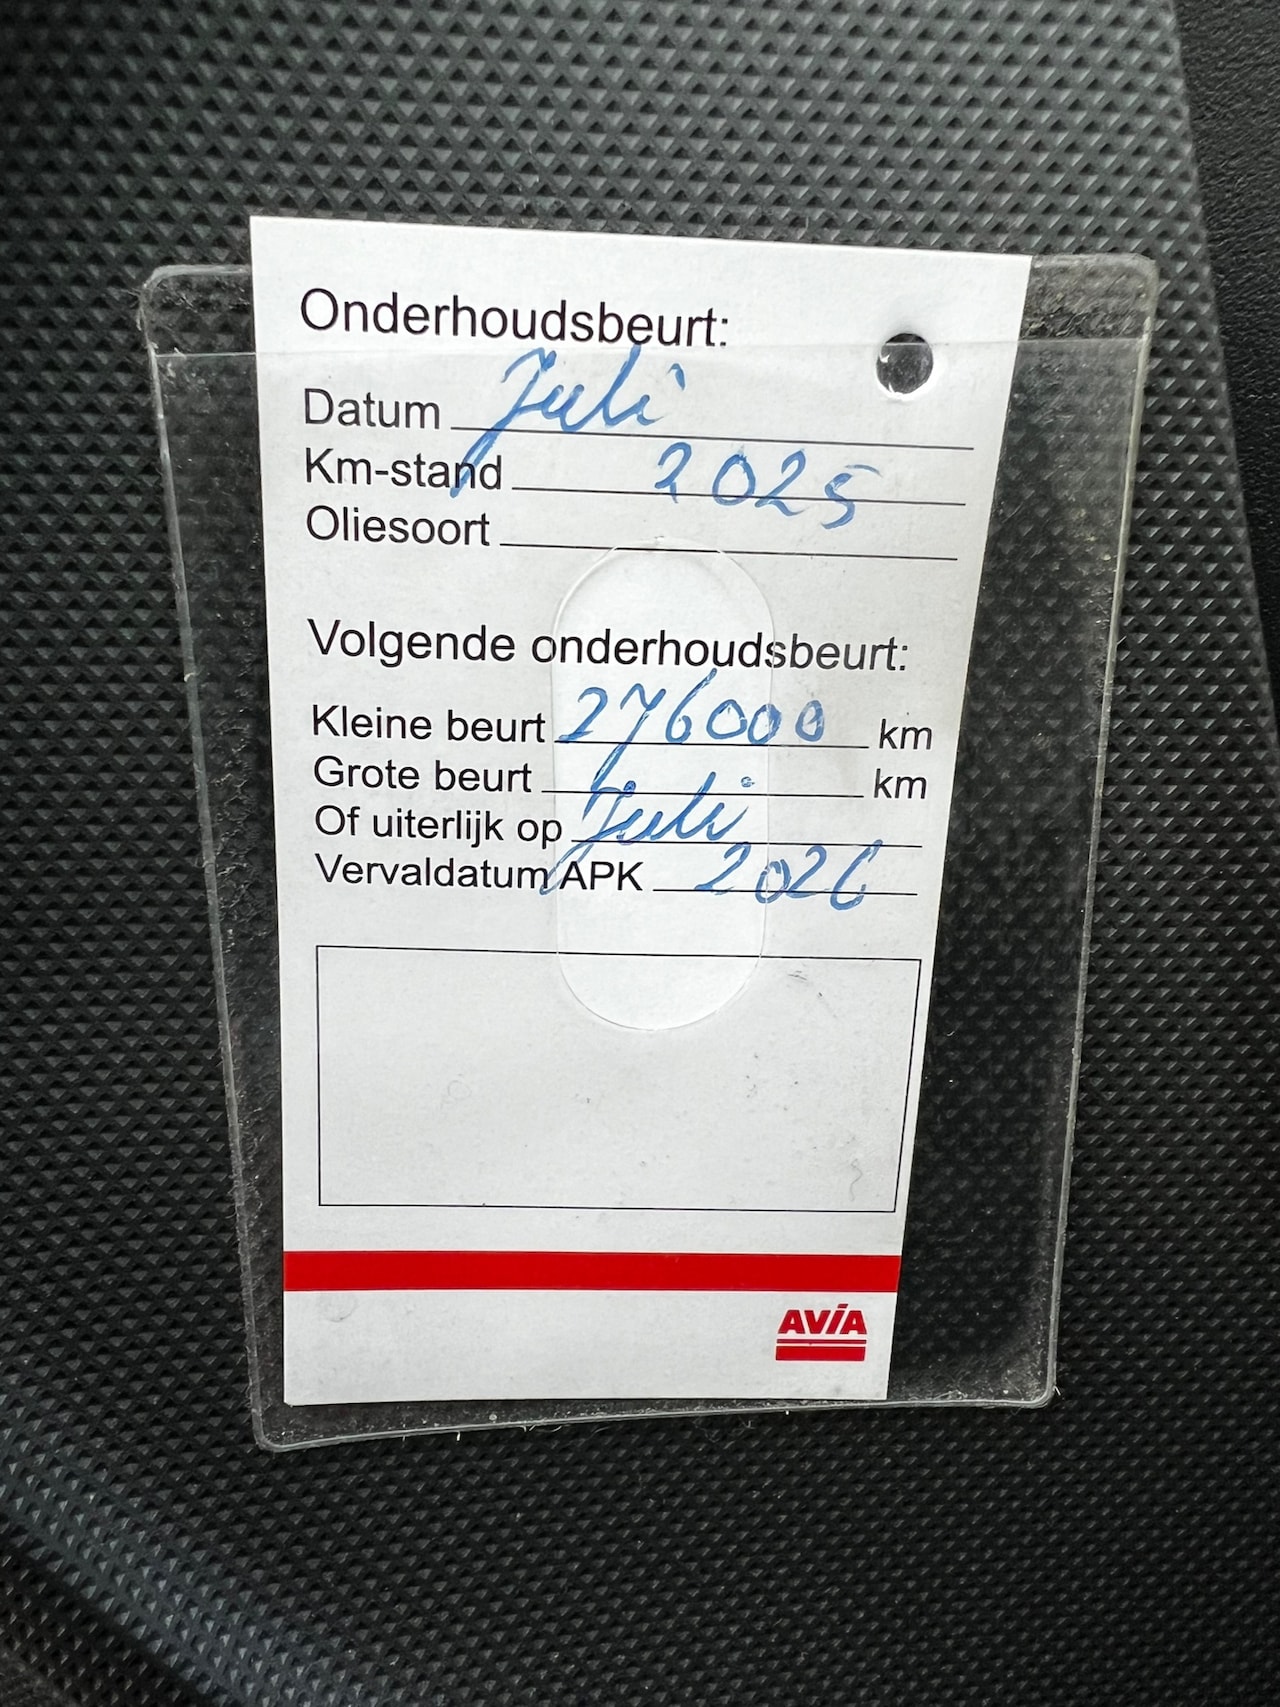 Onderhoudsbeurt:
Datum Juli
Km-stand 2025
Oliesoort
Volgende onderhoudsbeurt:
Kleine beurt 276000 km
Grote beurt km
Of uiterlijk op Juli
Vervaldatum APK 2026
AVIA